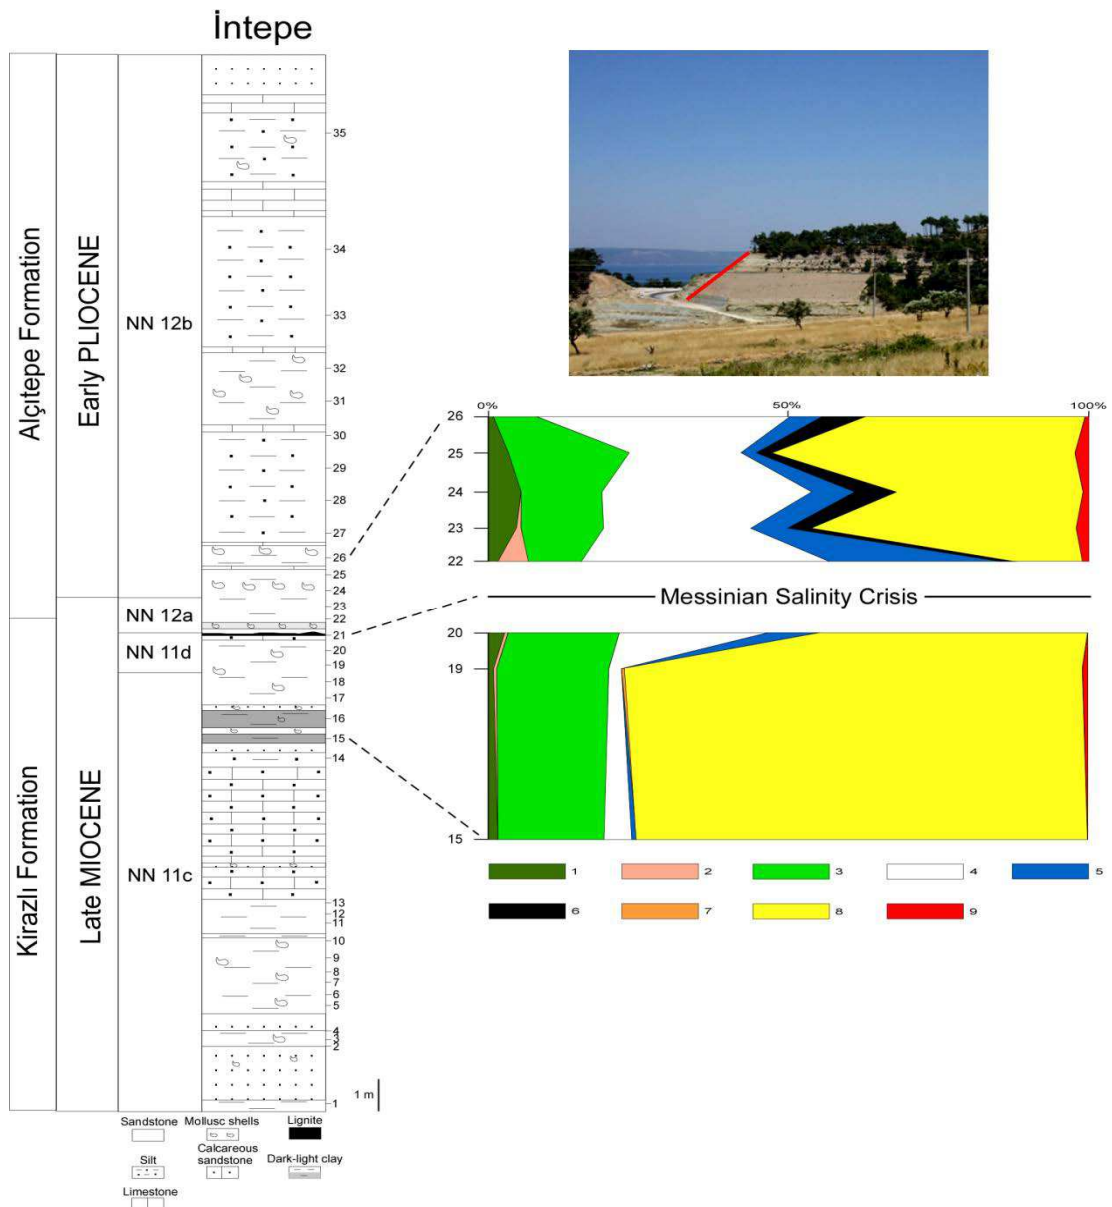 İntepe
Alçıtepe Formation
Kirazlı Formation
Early PLIOCENE
Late MIOCENE
NN 12b
NN 12a
NN 11d
NN 11c
35
34
33
32
31
30
29
28
27
26
25
24
23
22
21
20
19
18
17
16
15
14
13
12
11
10
9
8
7
6
5
4
3
2
1
1 m
0% 50% 100%
26
25
24
23
22
Messinian Salinity Crisis
20
19
15
1 2 3 4 5
6 7 8 9
Sandstone Mollusc shells Lignite
Silt Calcareous sandstone Dark-light clay
Limestone